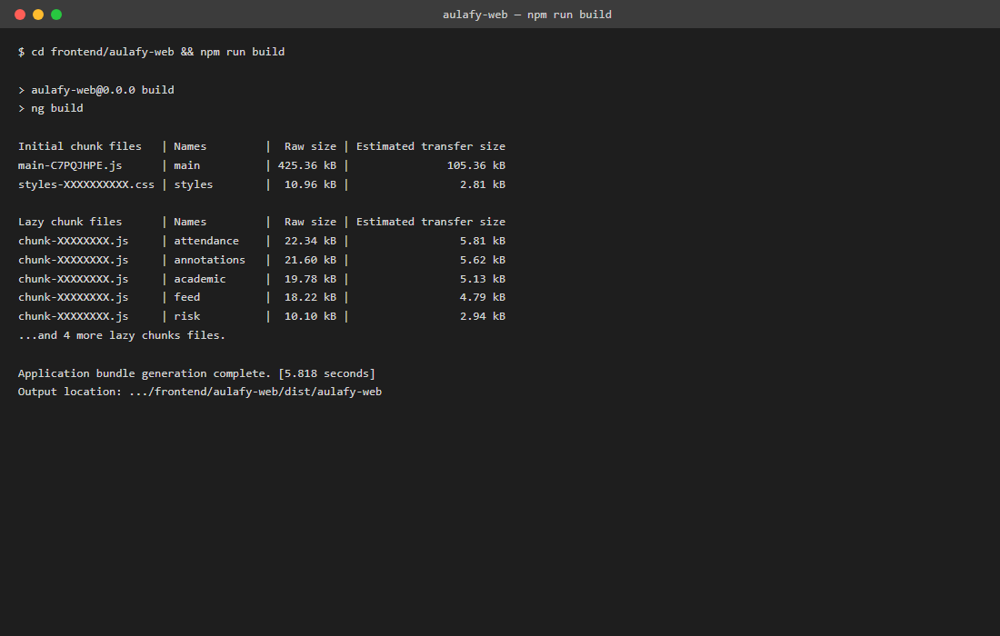 aulafy-web — npm run build
$ cd frontend/aulafy-web && npm run build
> aulafy-web@0.0.0 build
> ng build
Initial chunk files   | Names         |  Raw size | Estimated transfer size
main-C7PQJHPE.js      | main          | 425.36 kB |               105.36 kB
styles-XXXXXXXXXX.css | styles        |  10.96 kB |                 2.81 kB
Lazy chunk files      | Names         |  Raw size | Estimated transfer size
chunk-XXXXXXXX.js     | attendance    |  22.34 kB |                 5.81 kB
chunk-XXXXXXXX.js     | annotations   |  21.60 kB |                 5.62 kB
chunk-XXXXXXXX.js     | academic      |  19.78 kB |                 5.13 kB
chunk-XXXXXXXX.js     | feed          |  18.22 kB |                 4.79 kB
chunk-XXXXXXXX.js     | risk          |  10.10 kB |                 2.94 kB
...and 4 more lazy chunks files.
Application bundle generation complete. [5.818 seconds]
Output location: .../frontend/aulafy-web/dist/aulafy-web